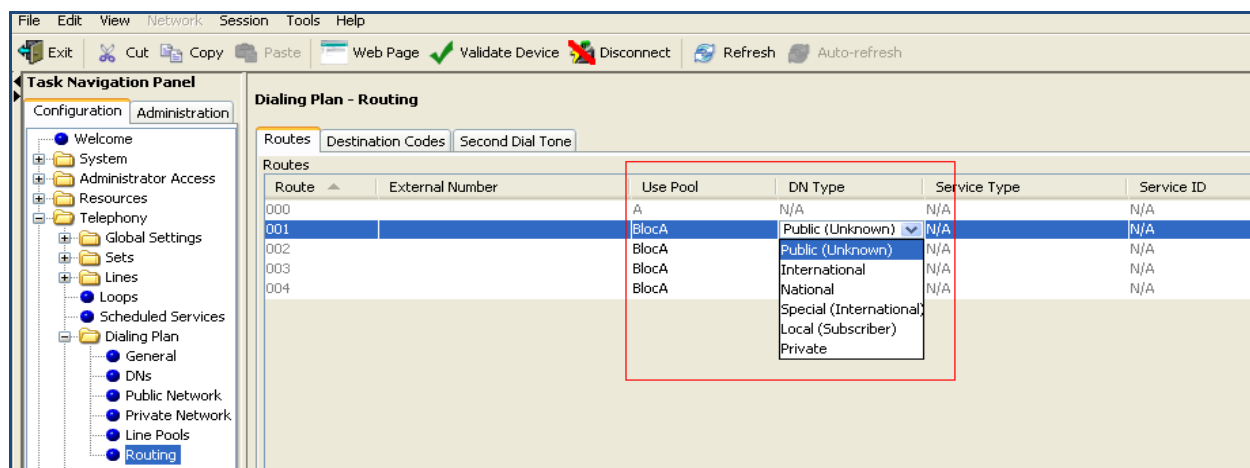 File Edit View Network Session Tools Help
Exit Cut Copy Paste Web Page Validate Device Disconnect Refresh Auto-refresh
Task Navigation Panel
Configuration Administration
Welcome
System
Administrator Access
Resources
Telephony
Global Settings
Sets
Lines
Loops
Scheduled Services
Dialing Plan
General
DNs
Public Network
Private Network
Line Pools
Routing
Dialing Plan - Routing
Routes Destination Codes Second Dial Tone
Routes
Route External Number Use Pool DN Type Service Type Service ID
000 A N/A N/A N/A
001 BlocA Public (Unknown) N/A N/A
002 BlocA Public (Unknown) N/A N/A
003 BlocA International N/A N/A
004 BlocA National N/A N/A
Special (International)
Local (Subscriber)
Private